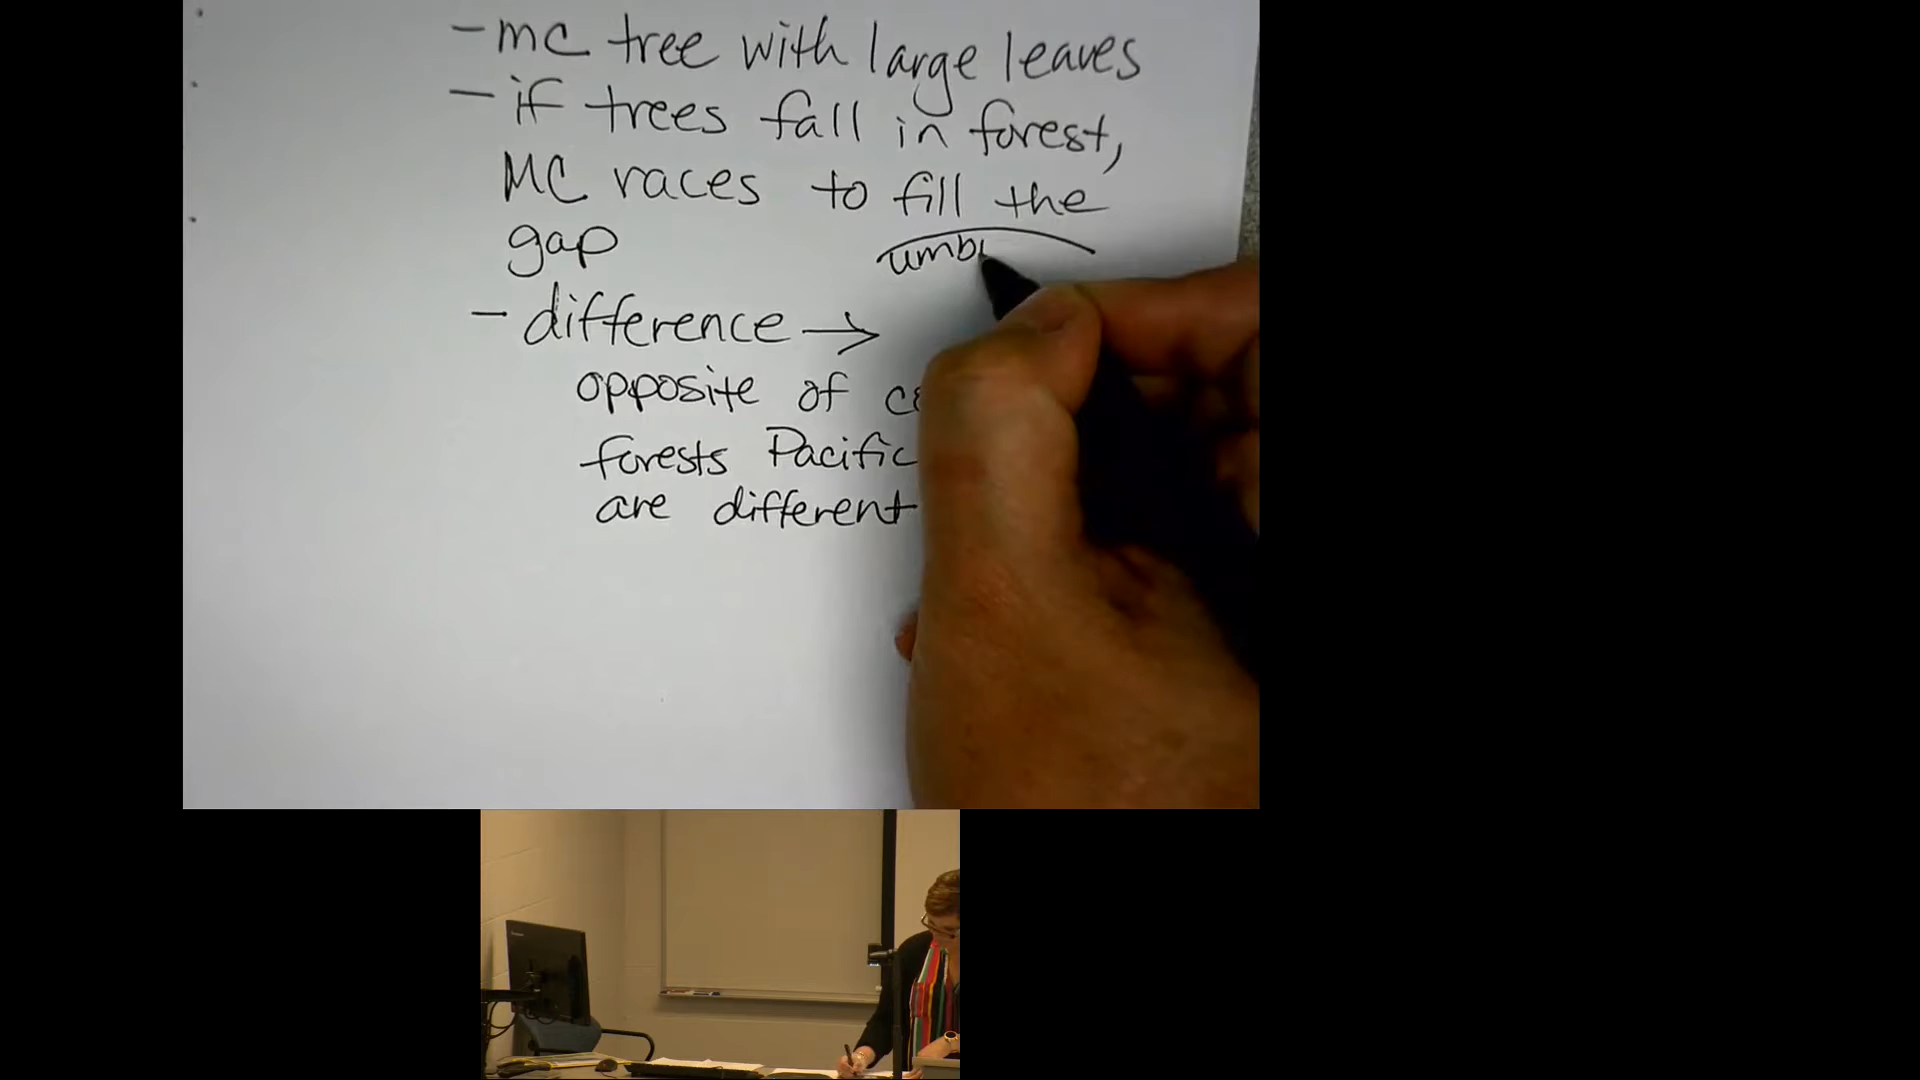 - mc tree with large leaves
- if trees fall in forest,
MC races to fill the
gap
- difference →
opposite of
forests Pacific
are different